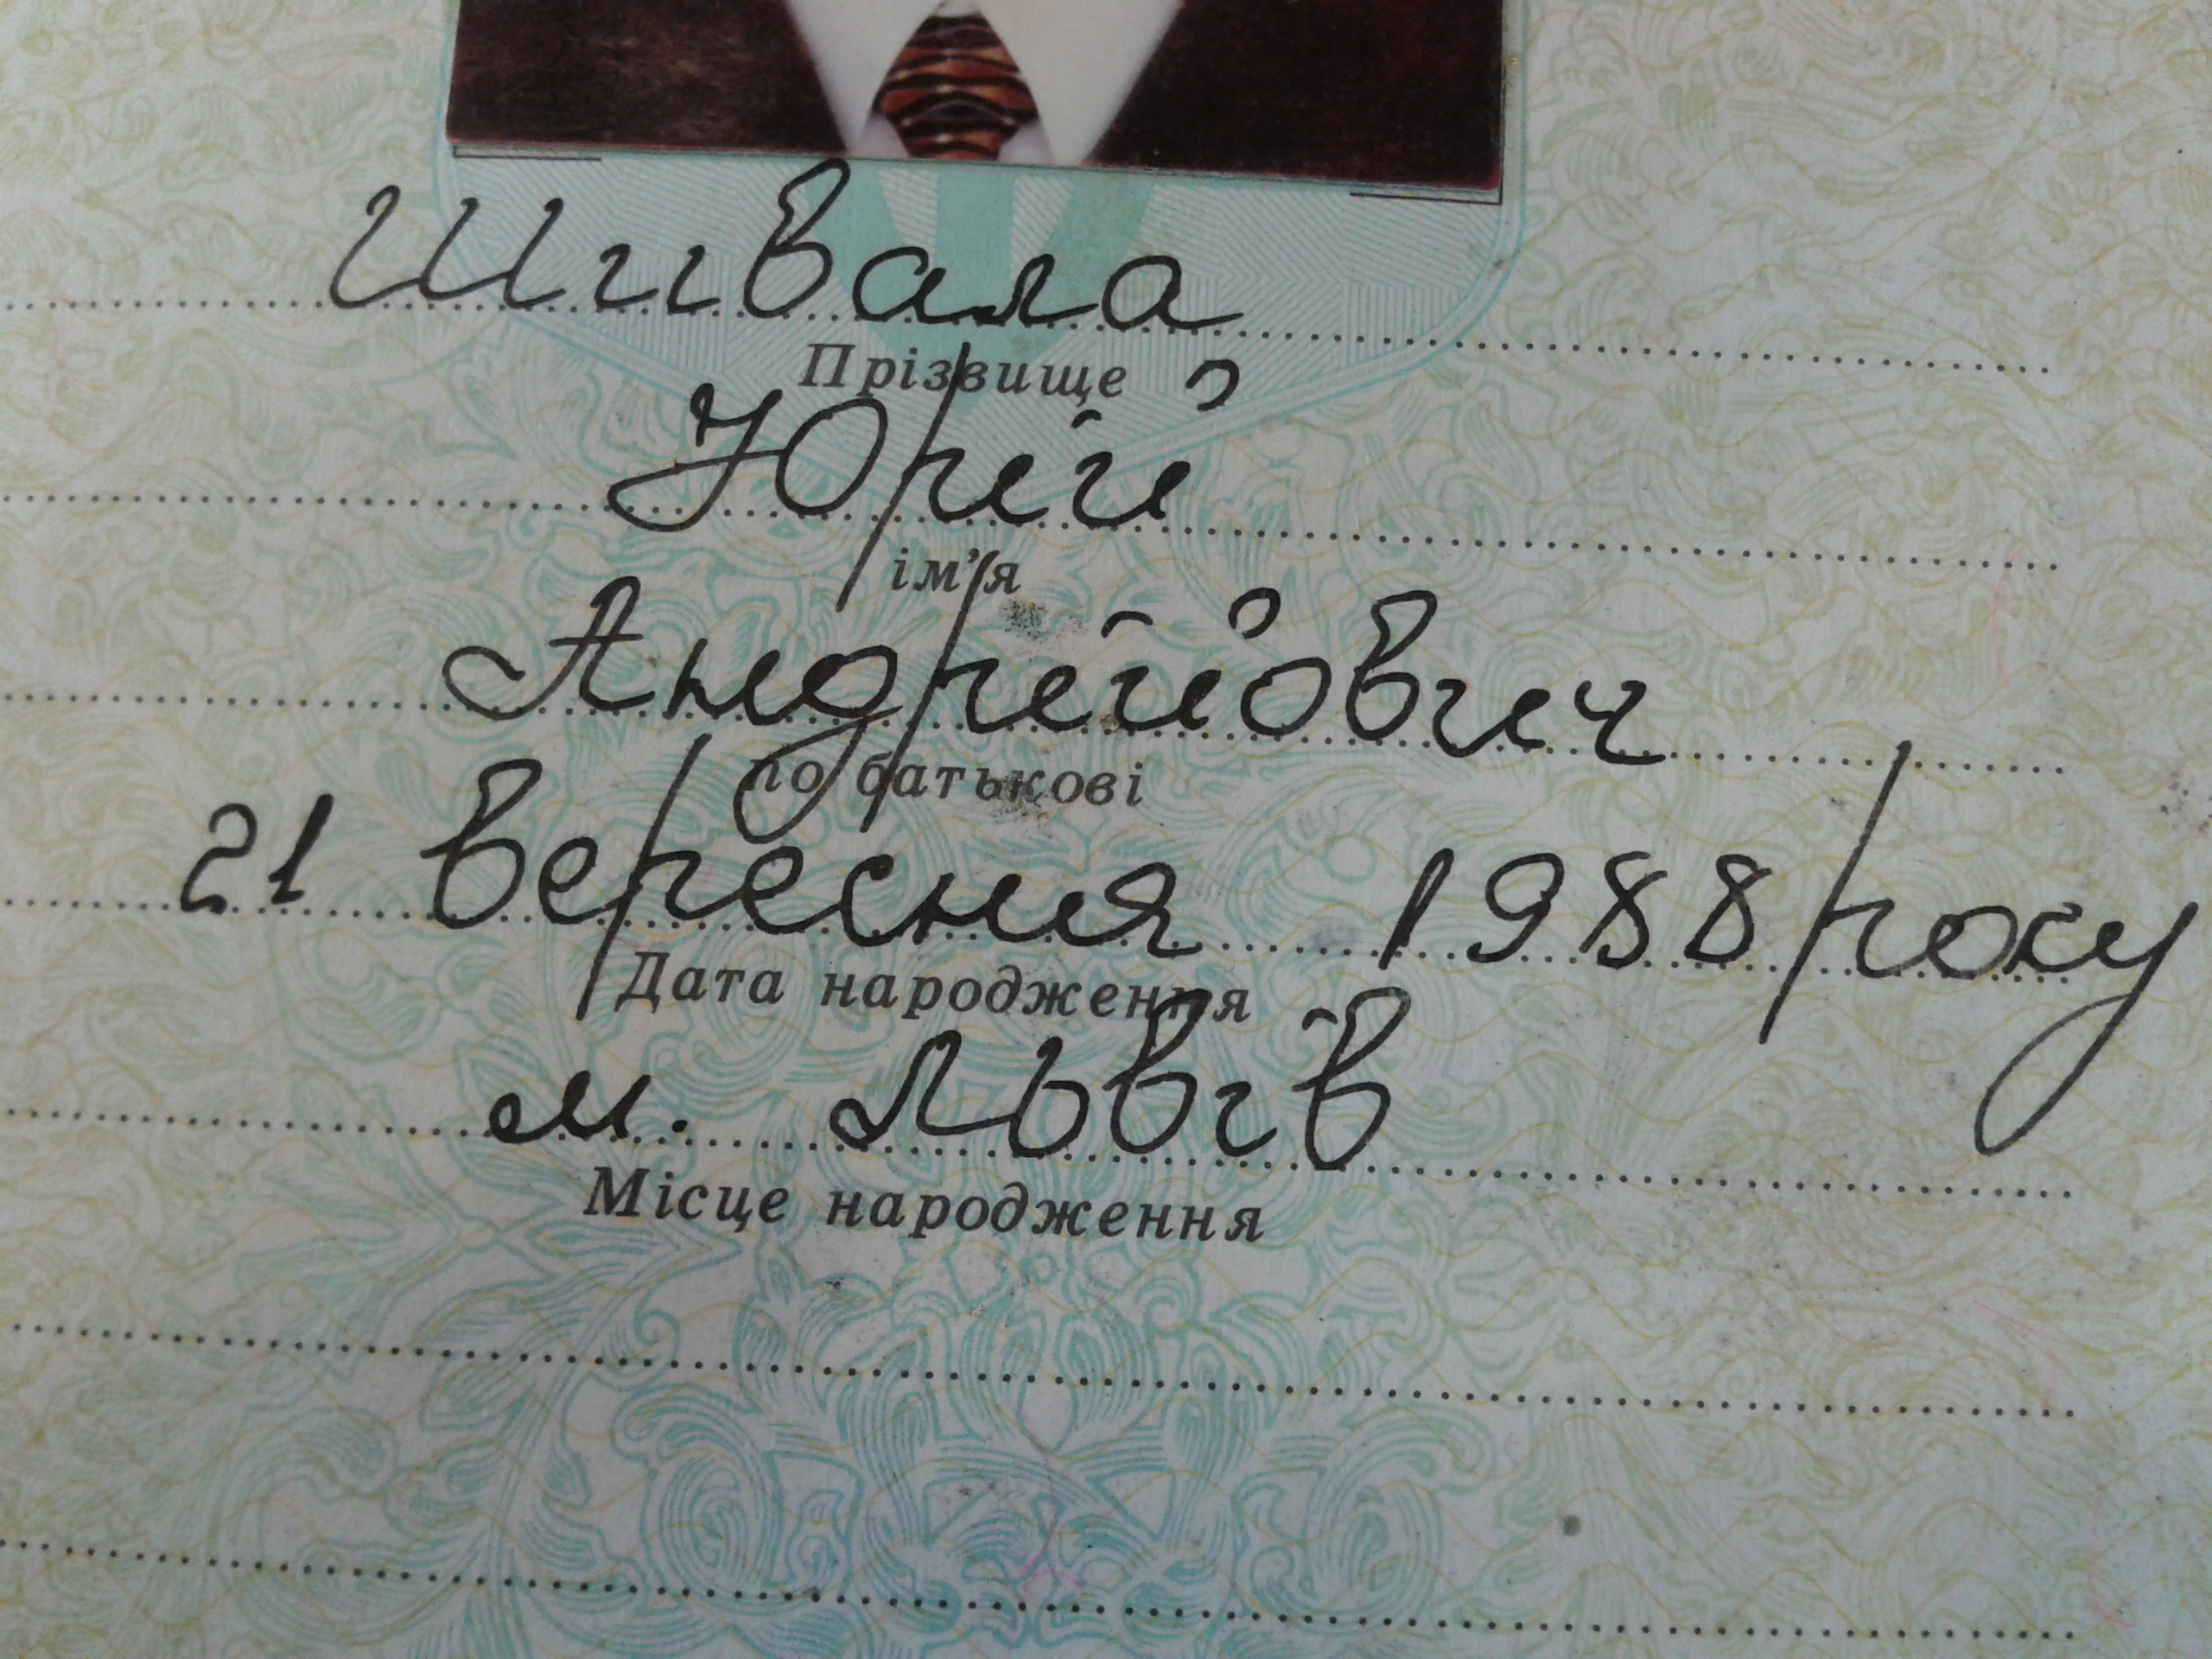 Шивала
Прізвище
Юрій
ім'я
Андрійович
по батькові
21 вересня 1988 року
Дата народження
м. Львів
Місце народження